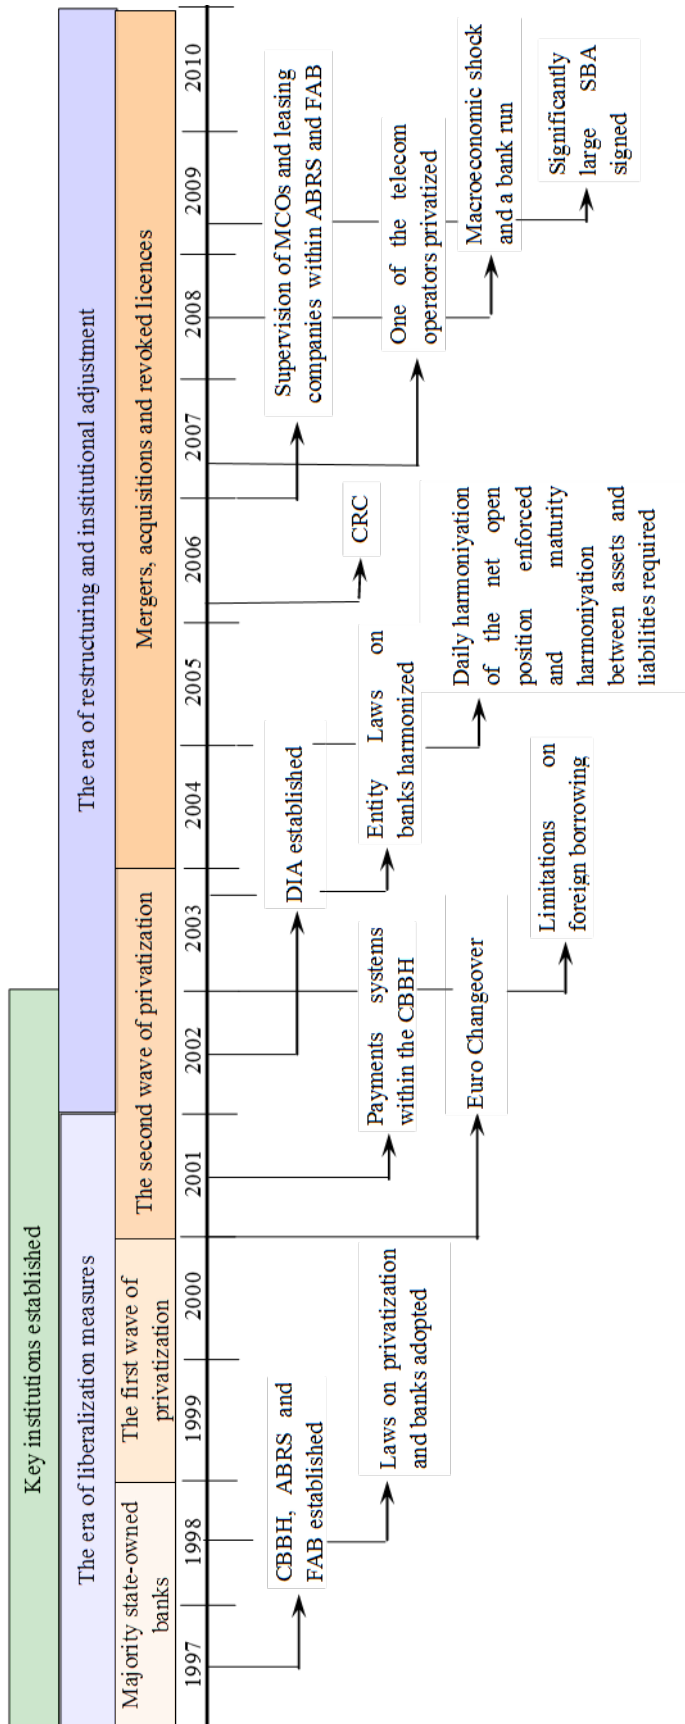 Key institutions established
The era of liberalization measures
The era of restructuring and institutional adjustment
Majority state-owned
banks
The first wave of
privatization
The second wave of privatization
Mergers, acquisitions and revoked licences
1997
1998
1999
2000
2001
2002
2003
2004
2005
2006
2007
2008
2009
2010
CBBH, ABRS and
FAB established
Laws on privatization
and banks adopted
Payments systems
within the CBBH
Euro Changeover
DIA established
Limitations on
foreign borrowing
Entity Laws on
banks harmonized
Daily harmoniyation
of the net open
position enforced
and maturity
harmoniyation
between assets and
liabilities required
CRC
Supervision of MCOs and leasing
companies within ABRS and FAB
One of the telecom
operators privatized
Macroeconomic shock
and a bank run
Significantly
large SBA
signed